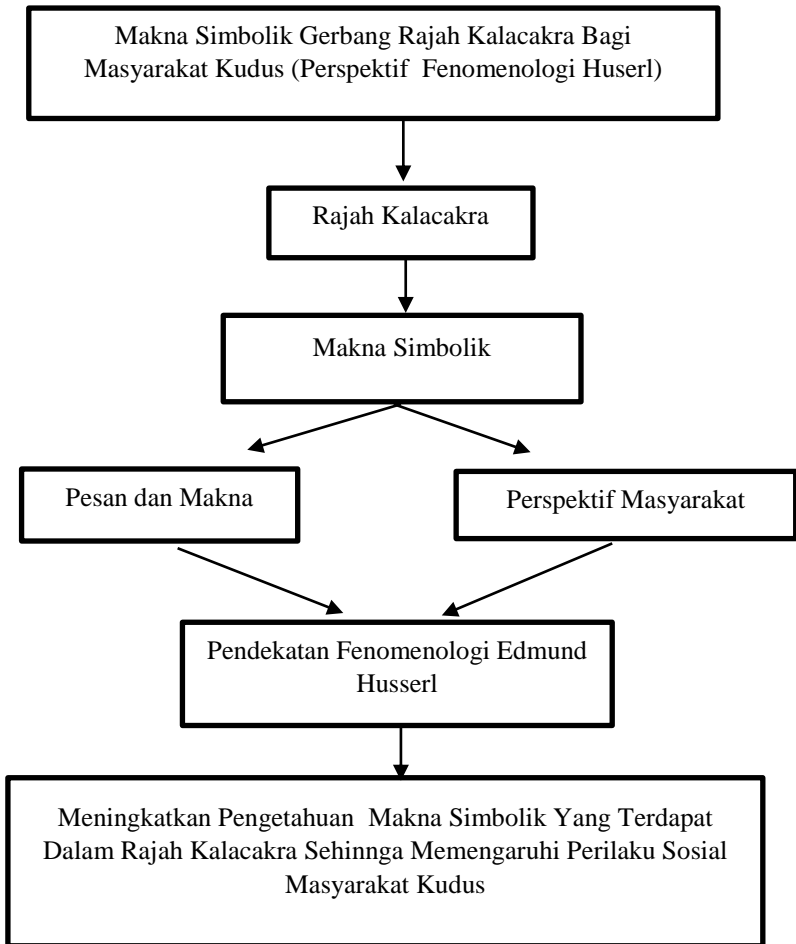 Makna Simbolik Gerbang Rajah Kalacakra Bagi
Masyarakat Kudus (Perspektif Fenomenologi Huserl)
Rajah Kalacakra
Makna Simbolik
Pesan dan Makna
Perspektif Masyarakat
Pendekatan Fenomenologi Edmund
Husserl
Meningkatkan Pengetahuan Makna Simbolik Yang Terdapat
Dalam Rajah Kalacakra Sehinnga Memengaruhi Perilaku Sosial
Masyarakat Kudus